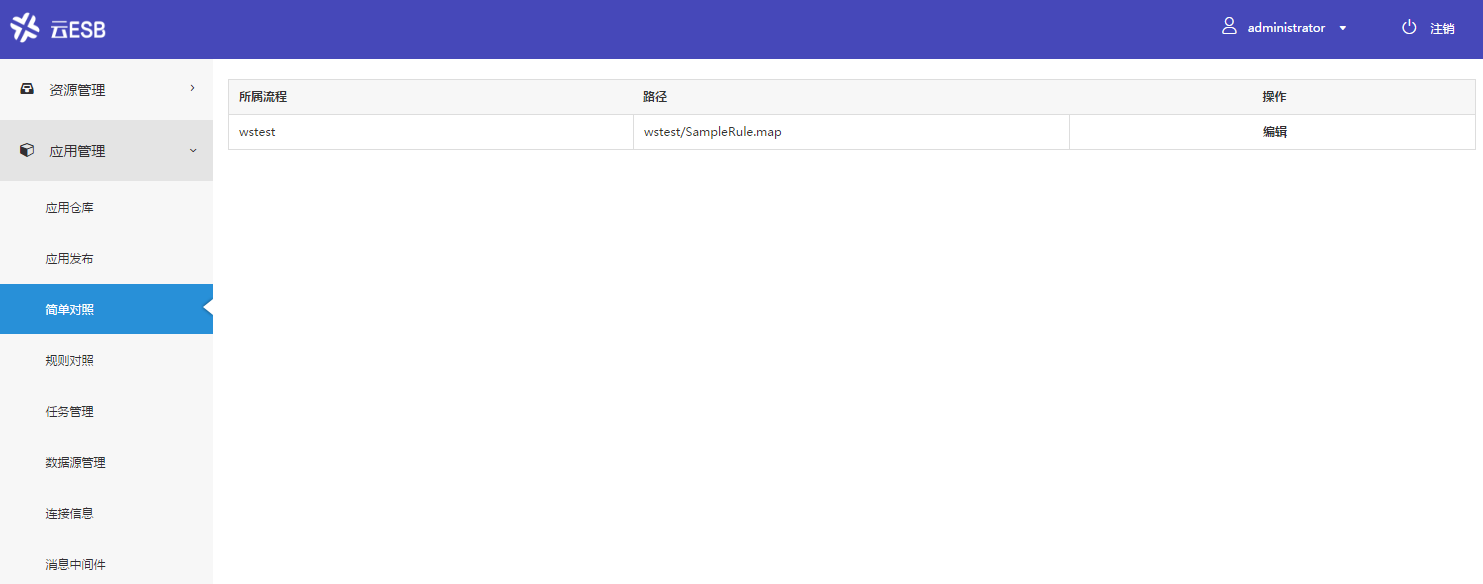 云ESB
administrator
注销
资源管理
应用管理
应用仓库
应用发布
简单对照
规则对照
任务管理
数据源管理
连接信息
消息中间件
所属流程 路径 操作
wstest wstest/SampleRule.map 编辑